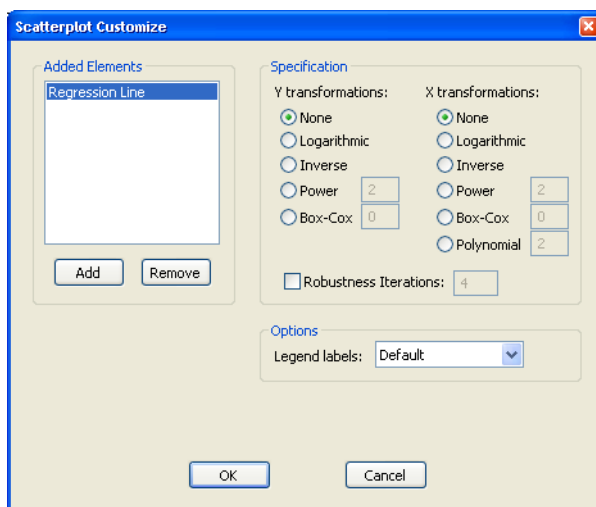 Scatterplot Customize
Added Elements
Regression Line
Add
Remove
Specification
Y transformations:
None
Logarithmic
Inverse
Power 2
Box-Cox 0
X transformations:
None
Logarithmic
Inverse
Power 2
Box-Cox 0
Polynomial 2
Robustness Iterations: 4
Options
Legend labels: Default
OK
Cancel